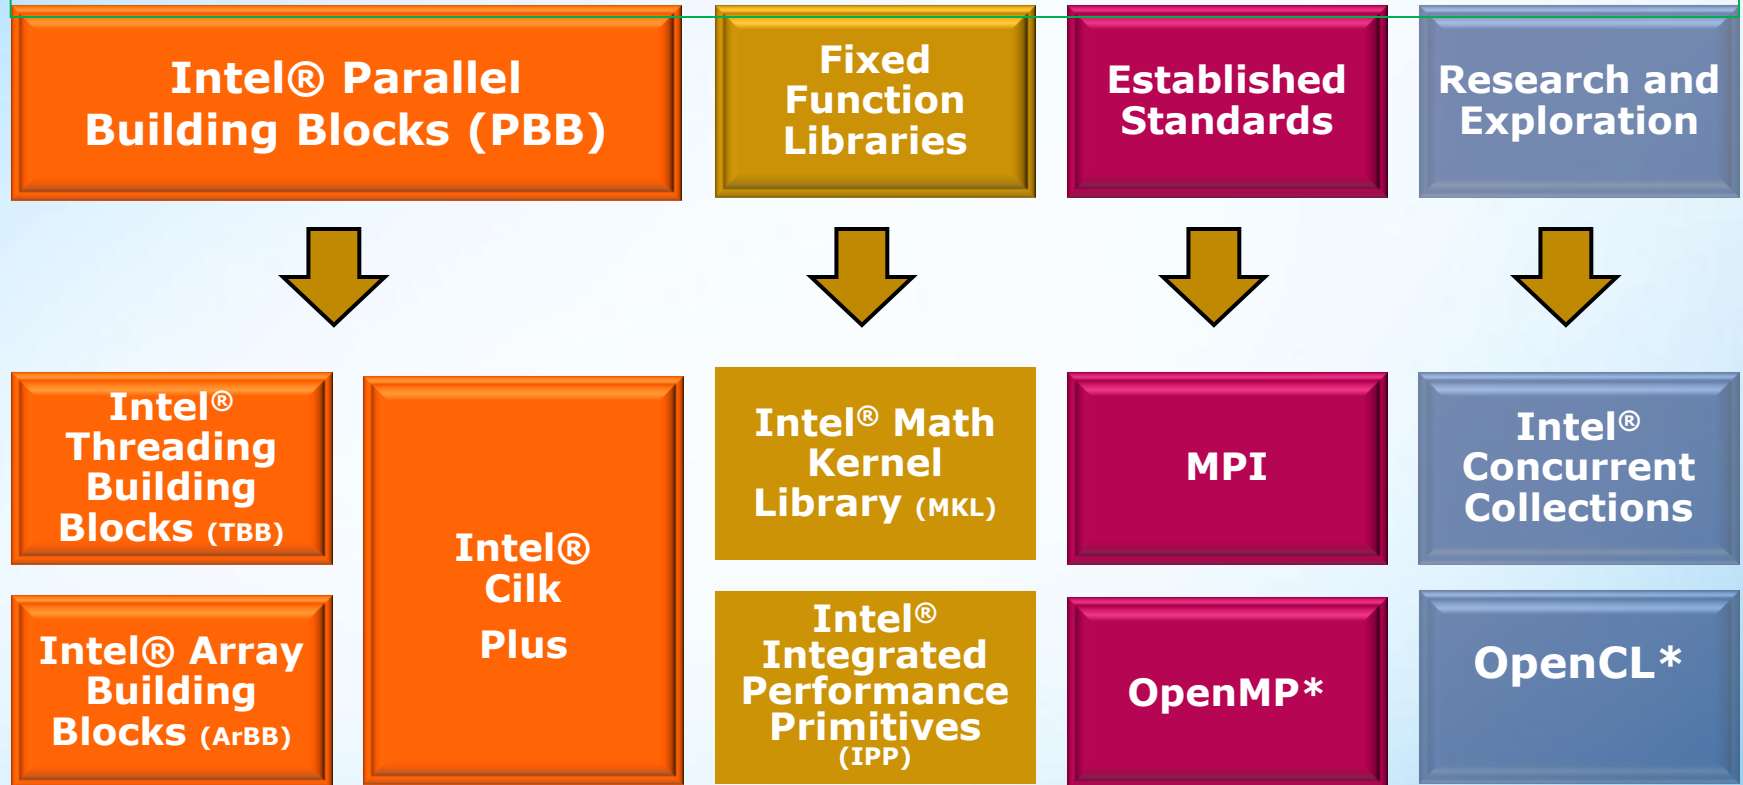 Intel® Parallel
Building Blocks (PBB)
Fixed
Function
Libraries
Established
Standards
Research and
Exploration
Intel®
Threading
Building
Blocks (TBB)
Intel® Array
Building
Blocks (ArBB)
Intel®
Cilk
Plus
Intel® Math
Kernel
Library (MKL)
Intel®
Integrated
Performance
Primitives
(IPP)
MPI
OpenMP*
Intel®
Concurrent
Collections
OpenCL*